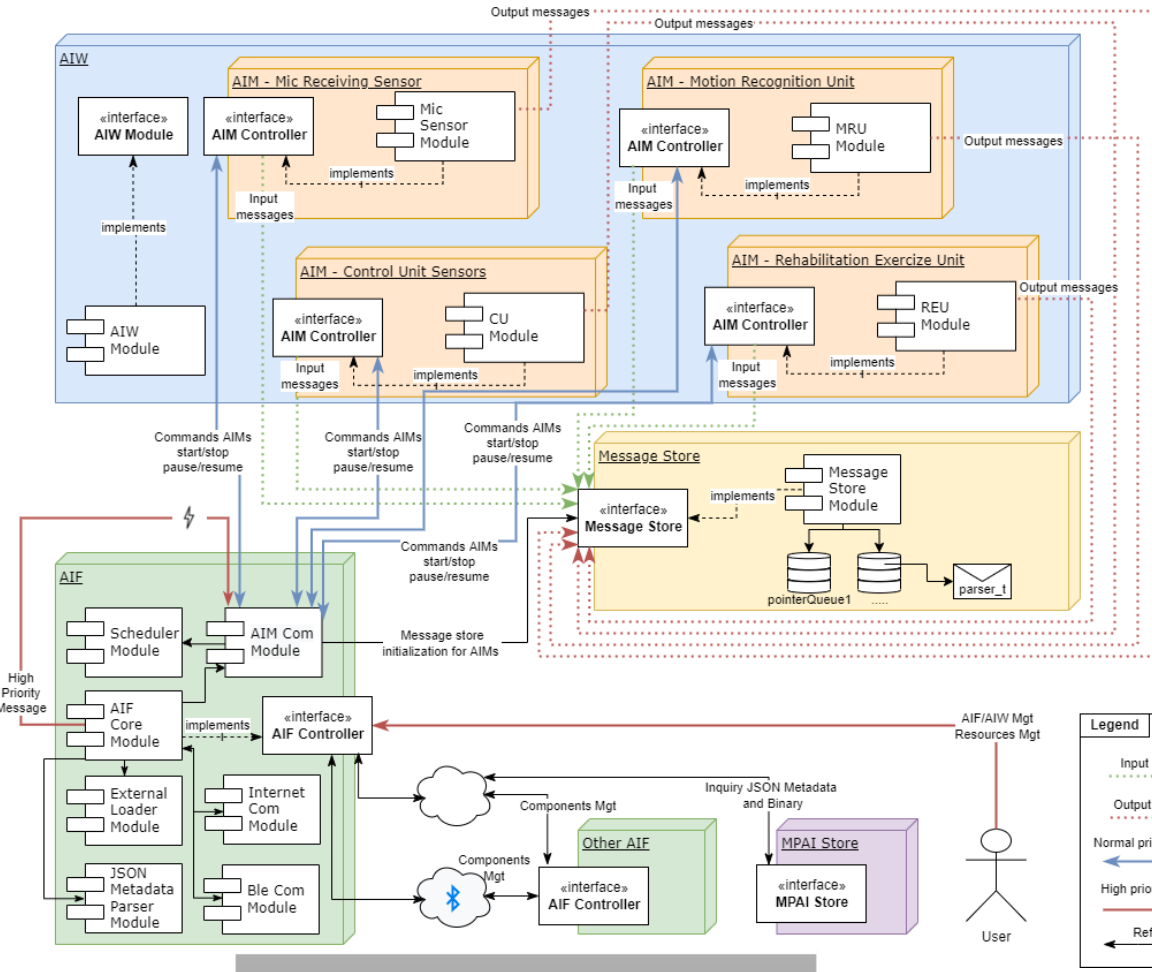 Output messages
Output messages
AIW
AIM - Mic Receiving Sensor
«interface»
AIW Module
«interface»
AIM Controller
Mic
Sensor
Module
implements
Input
messages
implements
AIW
Module
AIM - Motion Recognition Unit
«interface»
AIM Controller
MRU
Module
implements
Input
messages
Output messages
AIM - Control Unit Sensors
«interface»
AIM Controller
CU
Module
implements
Input
messages
AIM - Rehabilitation Exercize Unit
«interface»
AIM Controller
REU
Module
implements
Input
messages
Output messages
Commands AIMs
start/stop
pause/resume
Commands AIMs
start/stop
pause/resume
Commands AIMs
start/stop
pause/resume
Commands AIMs
start/stop
pause/resume
Message Store
«interface»
Message Store
implements
Message
Store
Module
pointerQueue1
.....
parser_t
AIF
Scheduler
Module
AIM Com
Module
Message store
initialization for AIMs
High
Priority
Message
AIF
Core
Module
implements
«interface»
AIF Controller
External
Loader
Module
Internet
Com
Module
JSON
Metadata
Parser
Module
Ble Com
Module
AIF/AIW Mgt
Resources Mgt
Inquiry JSON Metadata
and Binary
Components Mgt
Components
Mgt
Other AIF
«interface»
AIF Controller
MPAI Store
«interface»
MPAI Store
User
Legend
Input
Output
Normal pri
High prio
Ref